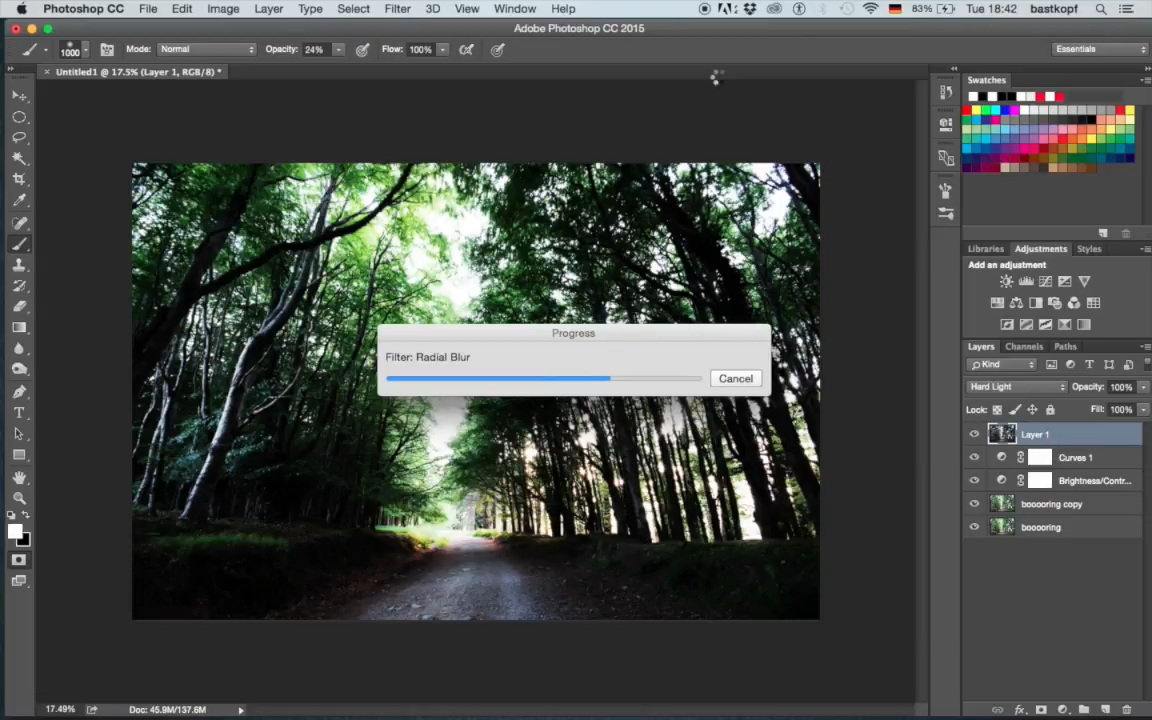 Photoshop CC File Edit Image Layer Type Select Filter 3D View Window Help 83% Tue 18:42 bastkopf
Adobe Photoshop CC 2015
1000 Mode: Normal Opacity: 24% Flow: 100% Essentials
× Untitled1 @ 17.5% (Layer 1, RGB/8) *
Swatches
Libraries Adjustments Styles
Add an adjustment
Progress
Filter: Radial Blur
Cancel
Layers Channels Paths
Kind
Hard Light Opacity: 100%
Lock: Fill: 100%
Layer 1
Curves 1
Brightness/Contr...
booooring copy
booooring
17.49% Doc: 45.9M/137.6M